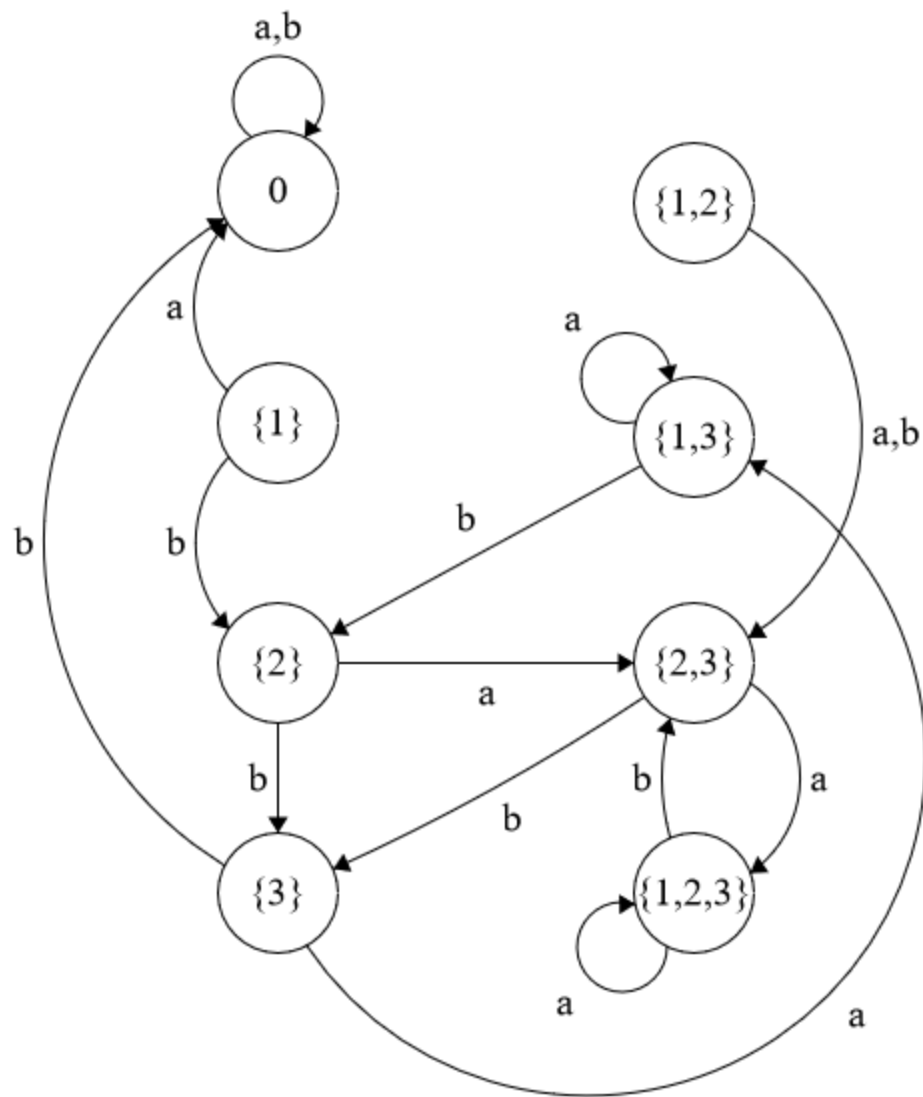 a,b
0
{1,2}
a
a
{1,3}
{1}
a,b
b
b
b
{2}
{2,3}
a
b
b
a
b
{3}
{1,2,3}
a
a